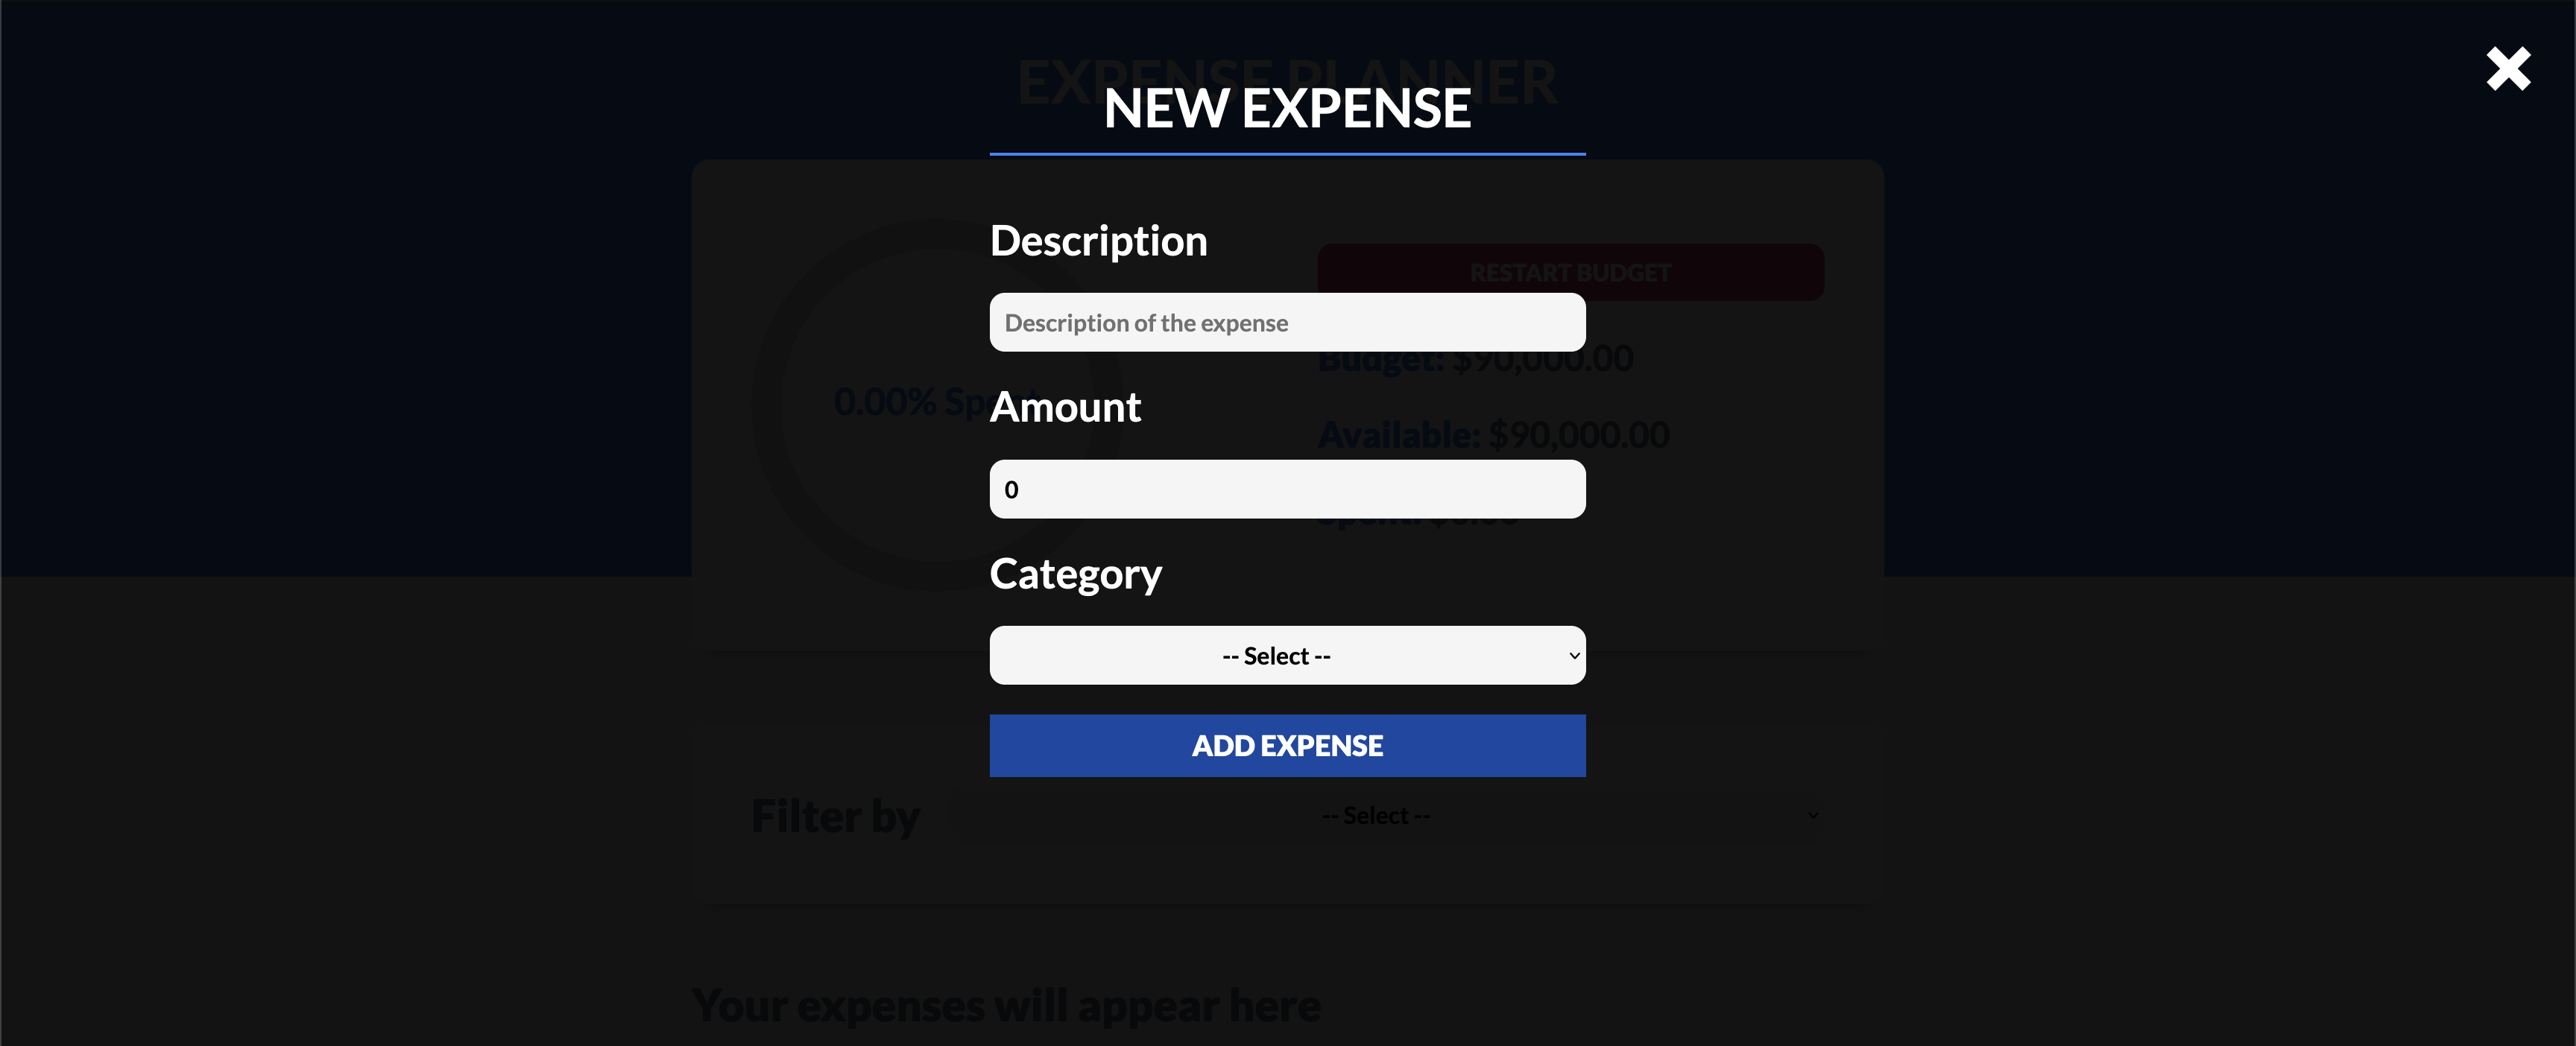 EXPENSE PLANNER
NEW EXPENSE
Description
RESTART BUDGET
Description of the expense
Budget: $90,000.00
0.00% Spent
Amount
Available: $90,000.00
0
Spent: $0.00
Category
-- Select --
ADD EXPENSE
Filter by
-- Select --
Your expenses will appear here